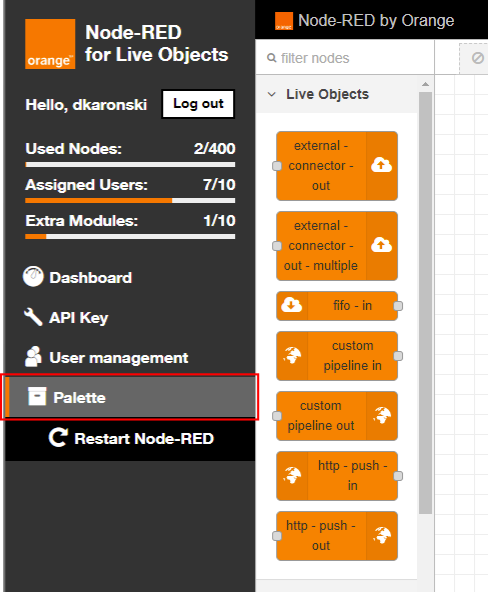 Node-RED
for Live Objects
orange™
Hello, dkaronski
Log out
Used Nodes: 2/400
Assigned Users: 7/10
Extra Modules: 1/10
Dashboard
API Key
User management
Palette
Restart Node-RED
Node-RED by Orange
filter nodes
Live Objects
external -
connector -
out
external -
connector -
out - multiple
fifo - in
custom
pipeline in
custom
pipeline out
http - push -
in
http - push -
out